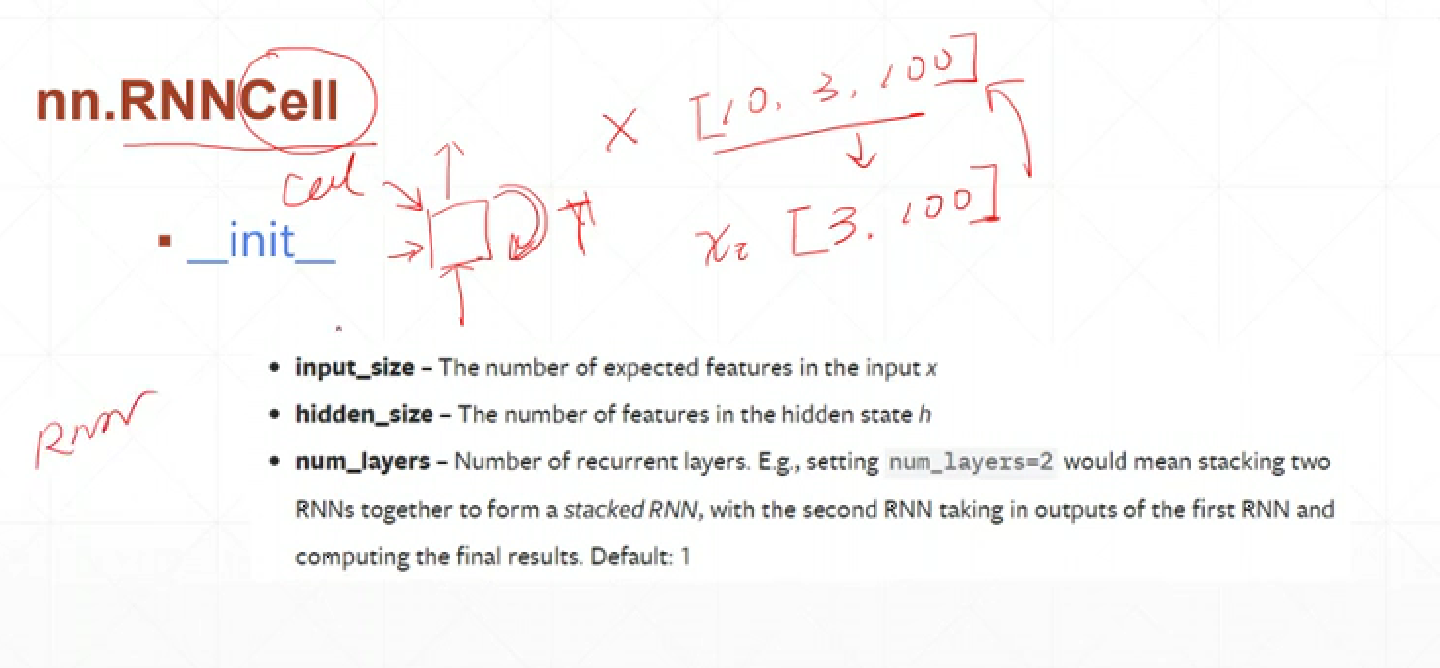 nn.RNNCell
X [10, 3, 100]
cell
x₂ [3, 100]
▪ __init__
• input_size – The number of expected features in the input x
• hidden_size – The number of features in the hidden state h
RNN
• num_layers – Number of recurrent layers. E.g., setting num_layers=2 would mean stacking two
RNNs together to form a stacked RNN, with the second RNN taking in outputs of the first RNN and
computing the final results. Default: 1